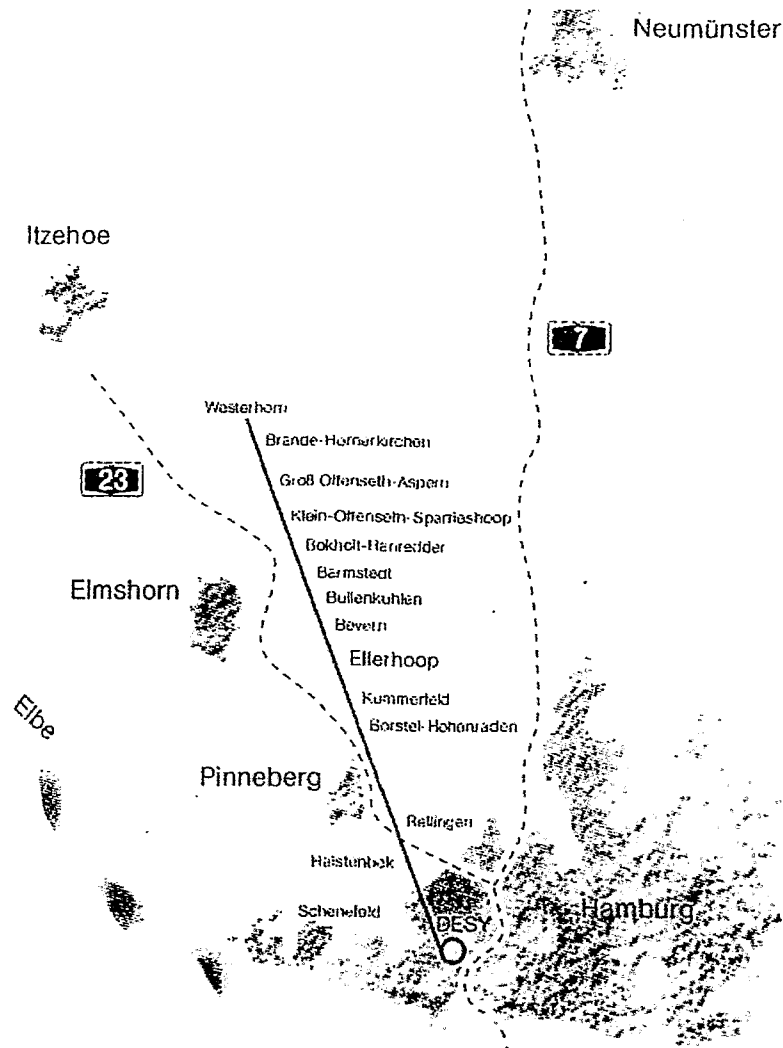 Neumünster
Itzehoe
7
Westerhorn
Brande-Hörnerkirchen
23
Groß Offenseth-Aspern
Klein-Offenseth-Sparrieshoop
Bokholt-Hanredder
Barmstedt
Elmshorn
Bullenkuhlen
Bevern
Ellerhoop
Kummerfeld
Elbe
Borstel-Hohenraden
Pinneberg
Rellingen
Halstenbek
Schenefeld
Hamburg
DESY